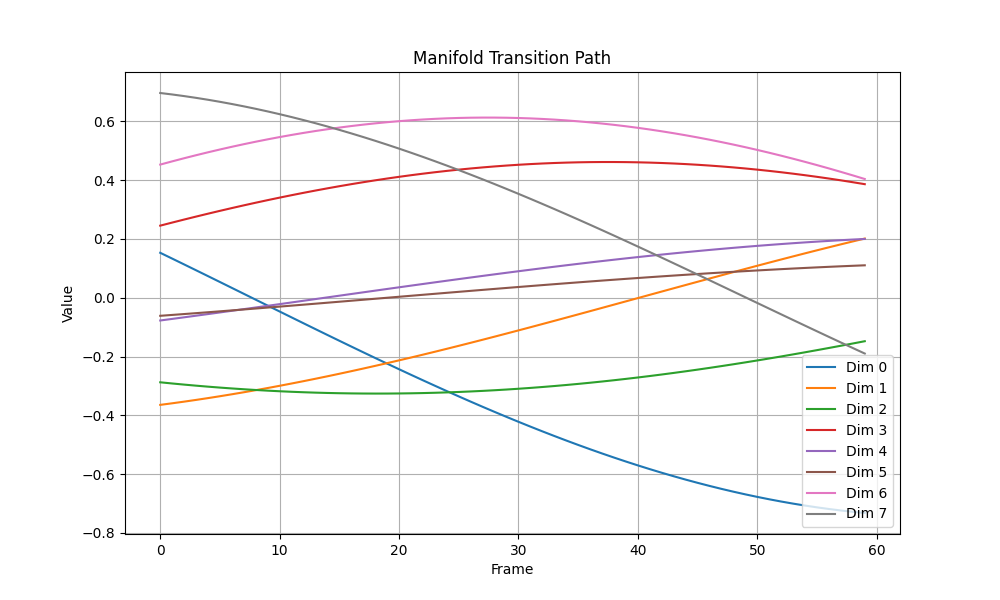 Manifold Transition Path
Value
0.6
0.4
0.2
0.0
−0.2
−0.4
−0.6
−0.8
0 10 20 30 40 50 60
Frame
Dim 0
Dim 1
Dim 2
Dim 3
Dim 4
Dim 5
Dim 6
Dim 7